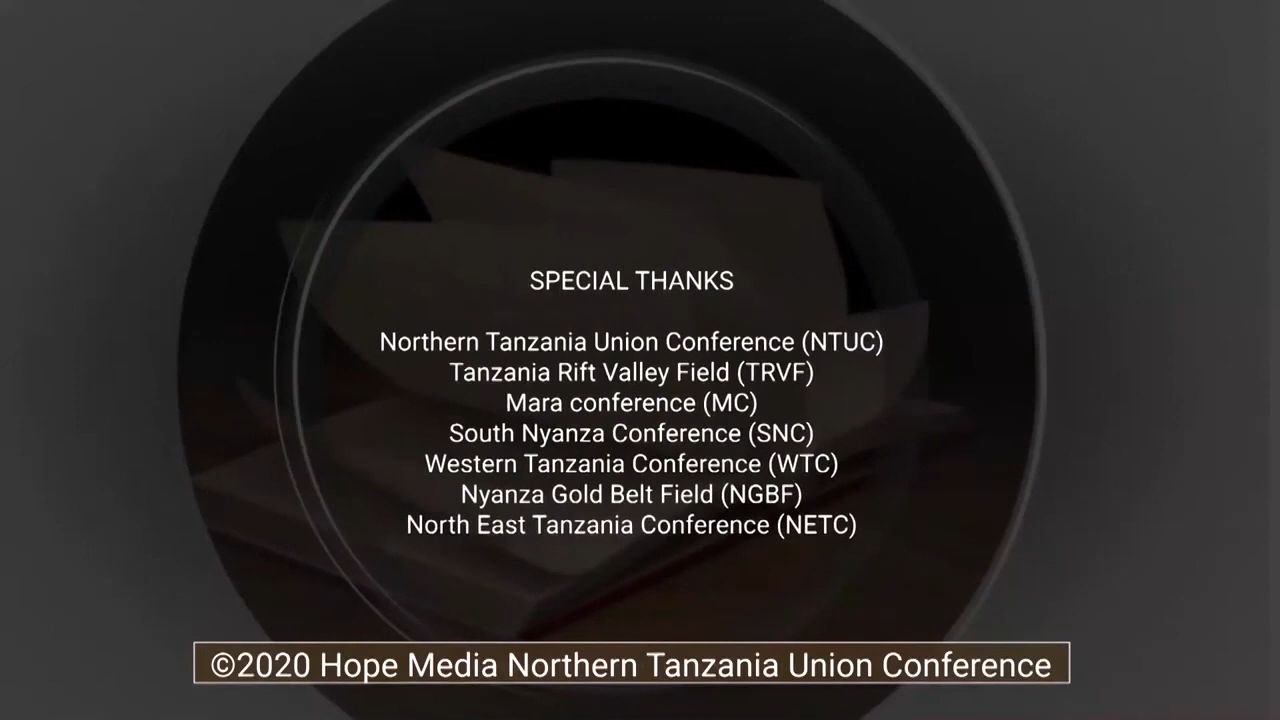 SPECIAL THANKS
Northern Tanzania Union Conference (NTUC)
Tanzania Rift Valley Field (TRVF)
Mara conference (MC)
South Nyanza Conference (SNC)
Western Tanzania Conference (WTC)
Nyanza Gold Belt Field (NGBF)
North East Tanzania Conference (NETC)
©2020 Hope Media Northern Tanzania Union Conference